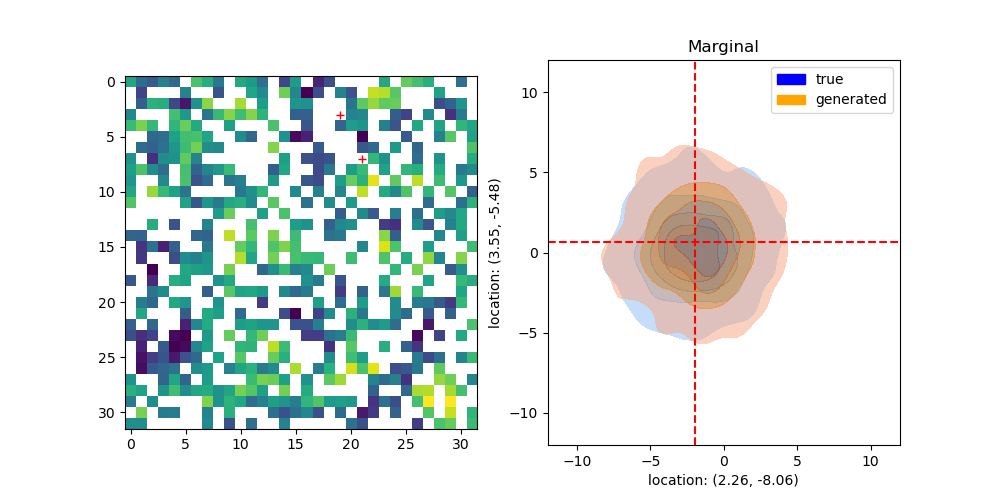 Marginal
true
generated
0
5
10
15
20
25
30
0 5 10 15 20 25 30
location: (3.55, -5.48)
10
5
0
−5
−10
−10 −5 0 5 10
location: (2.26, -8.06)